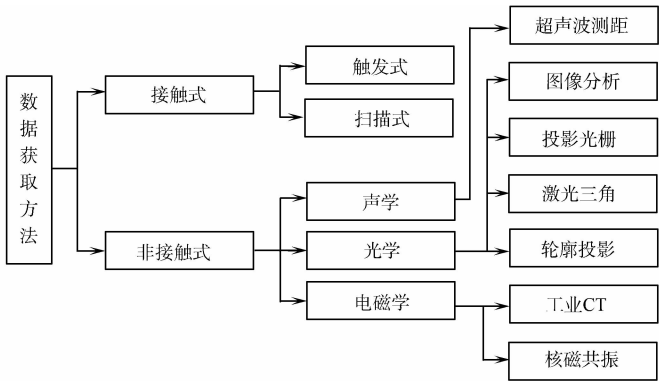 数据获取方法
接触式
触发式
扫描式
非接触式
声学
光学
电磁学
超声波测距
图像分析
投影光栅
激光三角
轮廓投影
工业CT
核磁共振